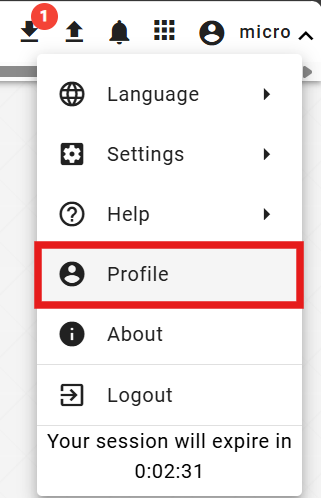 1
micro
Language
Settings
Help
Profile
About
Logout
Your session will expire in
0:02:31